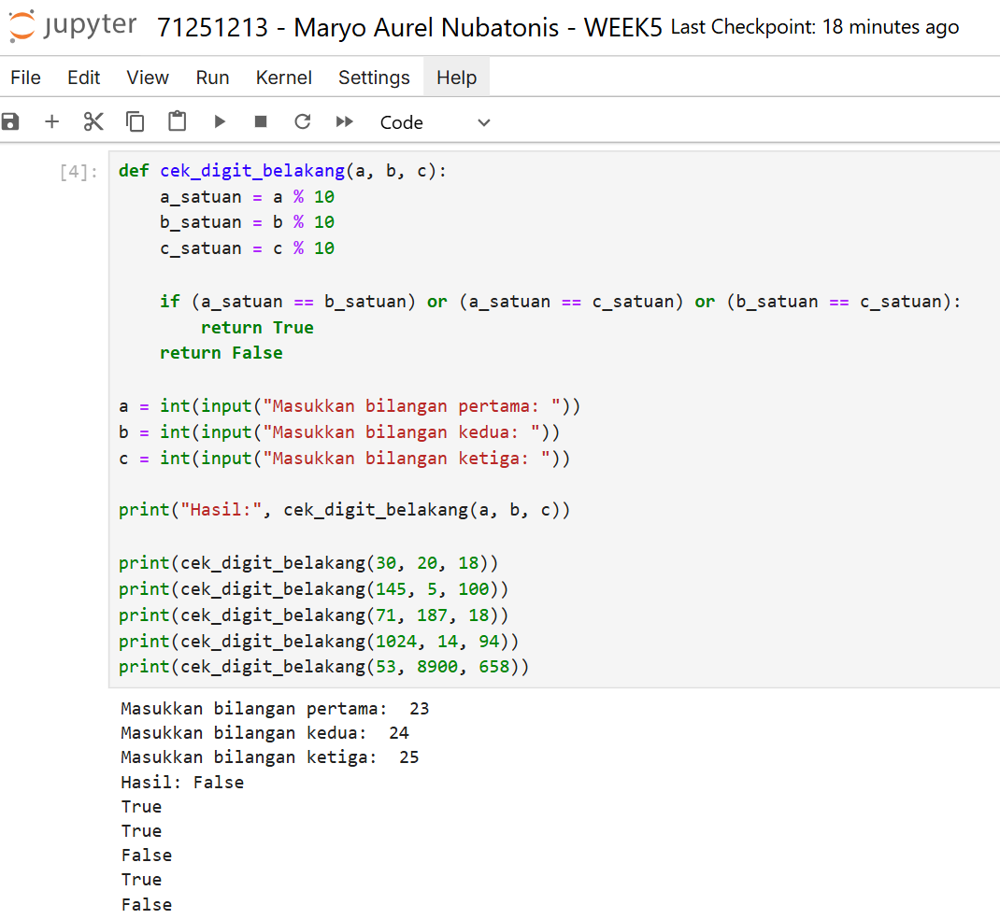 jupyter 71251213 - Maryo Aurel Nubatonis - WEEK5 Last Checkpoint: 18 minutes ago
File Edit View Run Kernel Settings Help
Code
[4]: def cek_digit_belakang(a, b, c):
    a_satuan = a % 10
    b_satuan = b % 10
    c_satuan = c % 10

    if (a_satuan == b_satuan) or (a_satuan == c_satuan) or (b_satuan == c_satuan):
        return True
    return False

a = int(input("Masukkan bilangan pertama: "))
b = int(input("Masukkan bilangan kedua: "))
c = int(input("Masukkan bilangan ketiga: "))

print("Hasil:", cek_digit_belakang(a, b, c))

print(cek_digit_belakang(30, 20, 18))
print(cek_digit_belakang(145, 5, 100))
print(cek_digit_belakang(71, 187, 18))
print(cek_digit_belakang(1024, 14, 94))
print(cek_digit_belakang(53, 8900, 658))
Masukkan bilangan pertama:  23
Masukkan bilangan kedua:  24
Masukkan bilangan ketiga:  25
Hasil: False
True
True
False
True
False